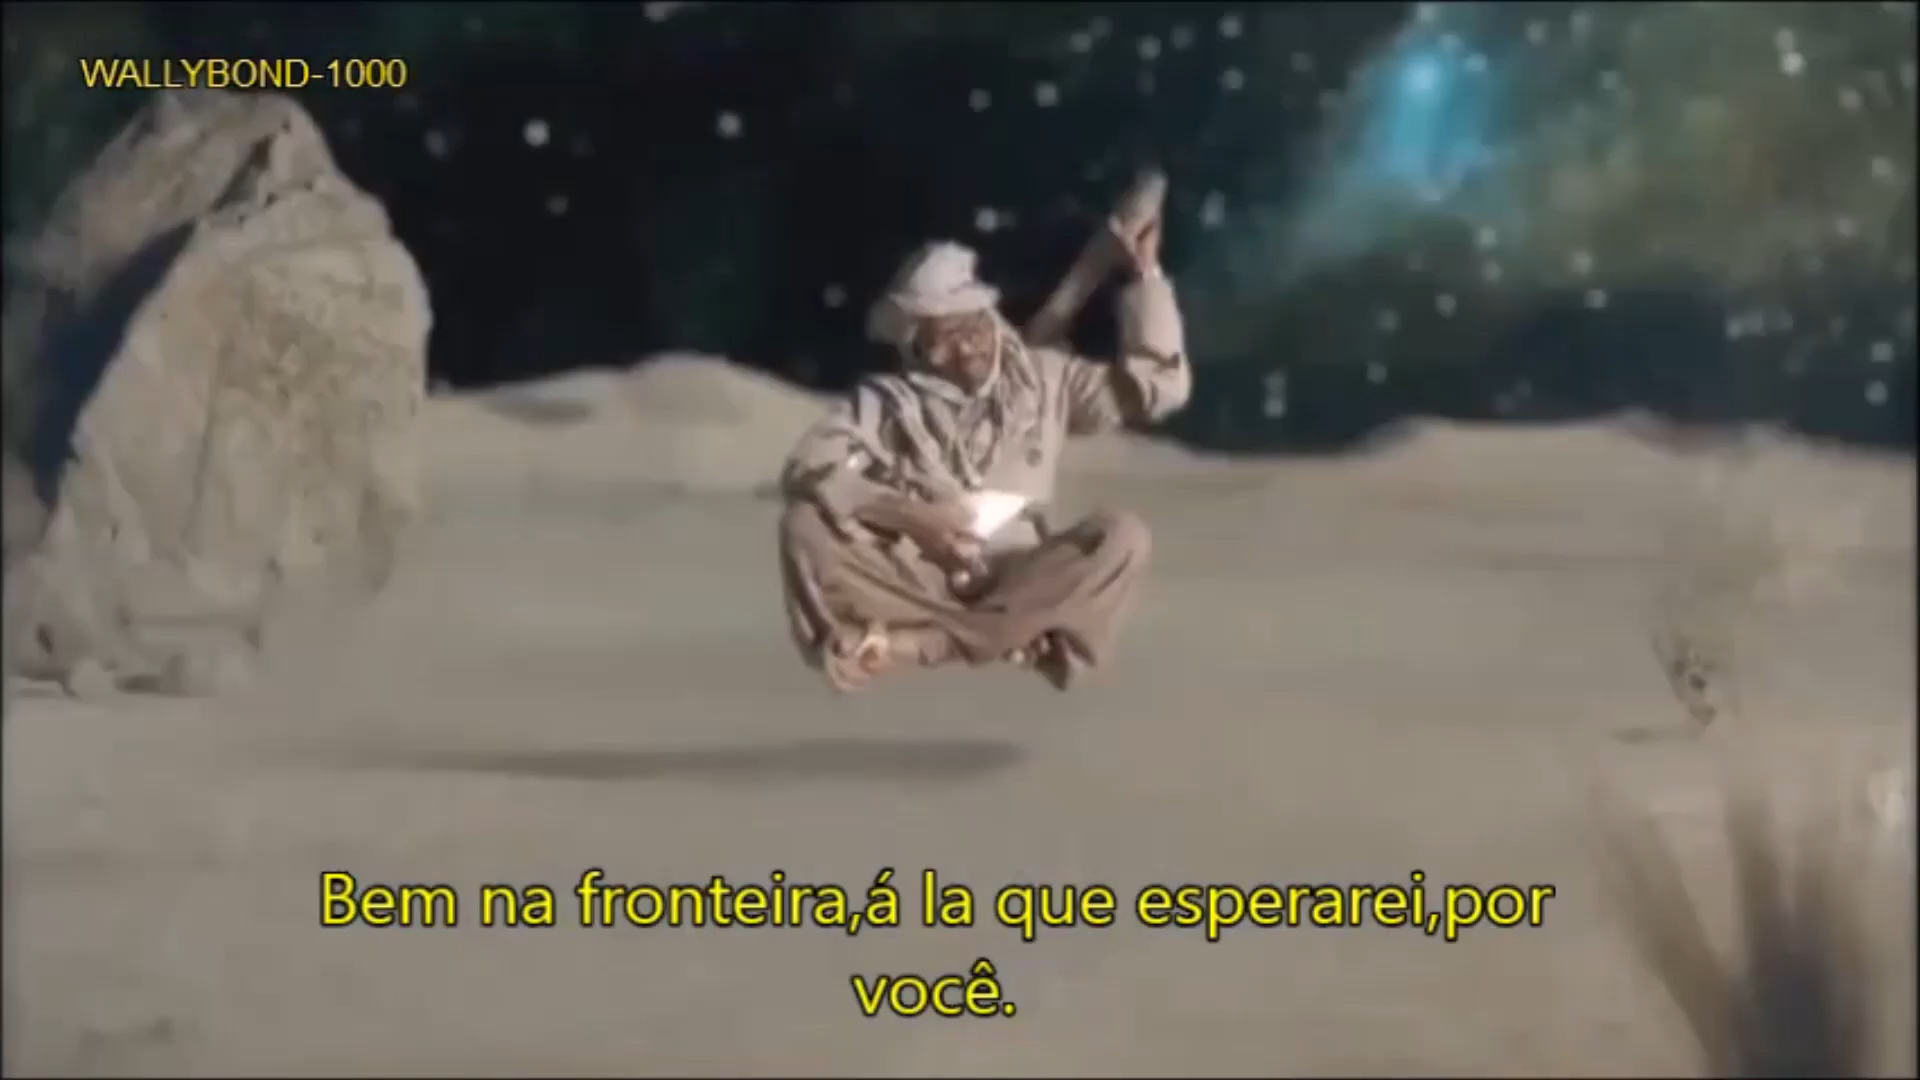 WALLYBOND-1000
Bem na fronteira,á la que esperarei,por
você.